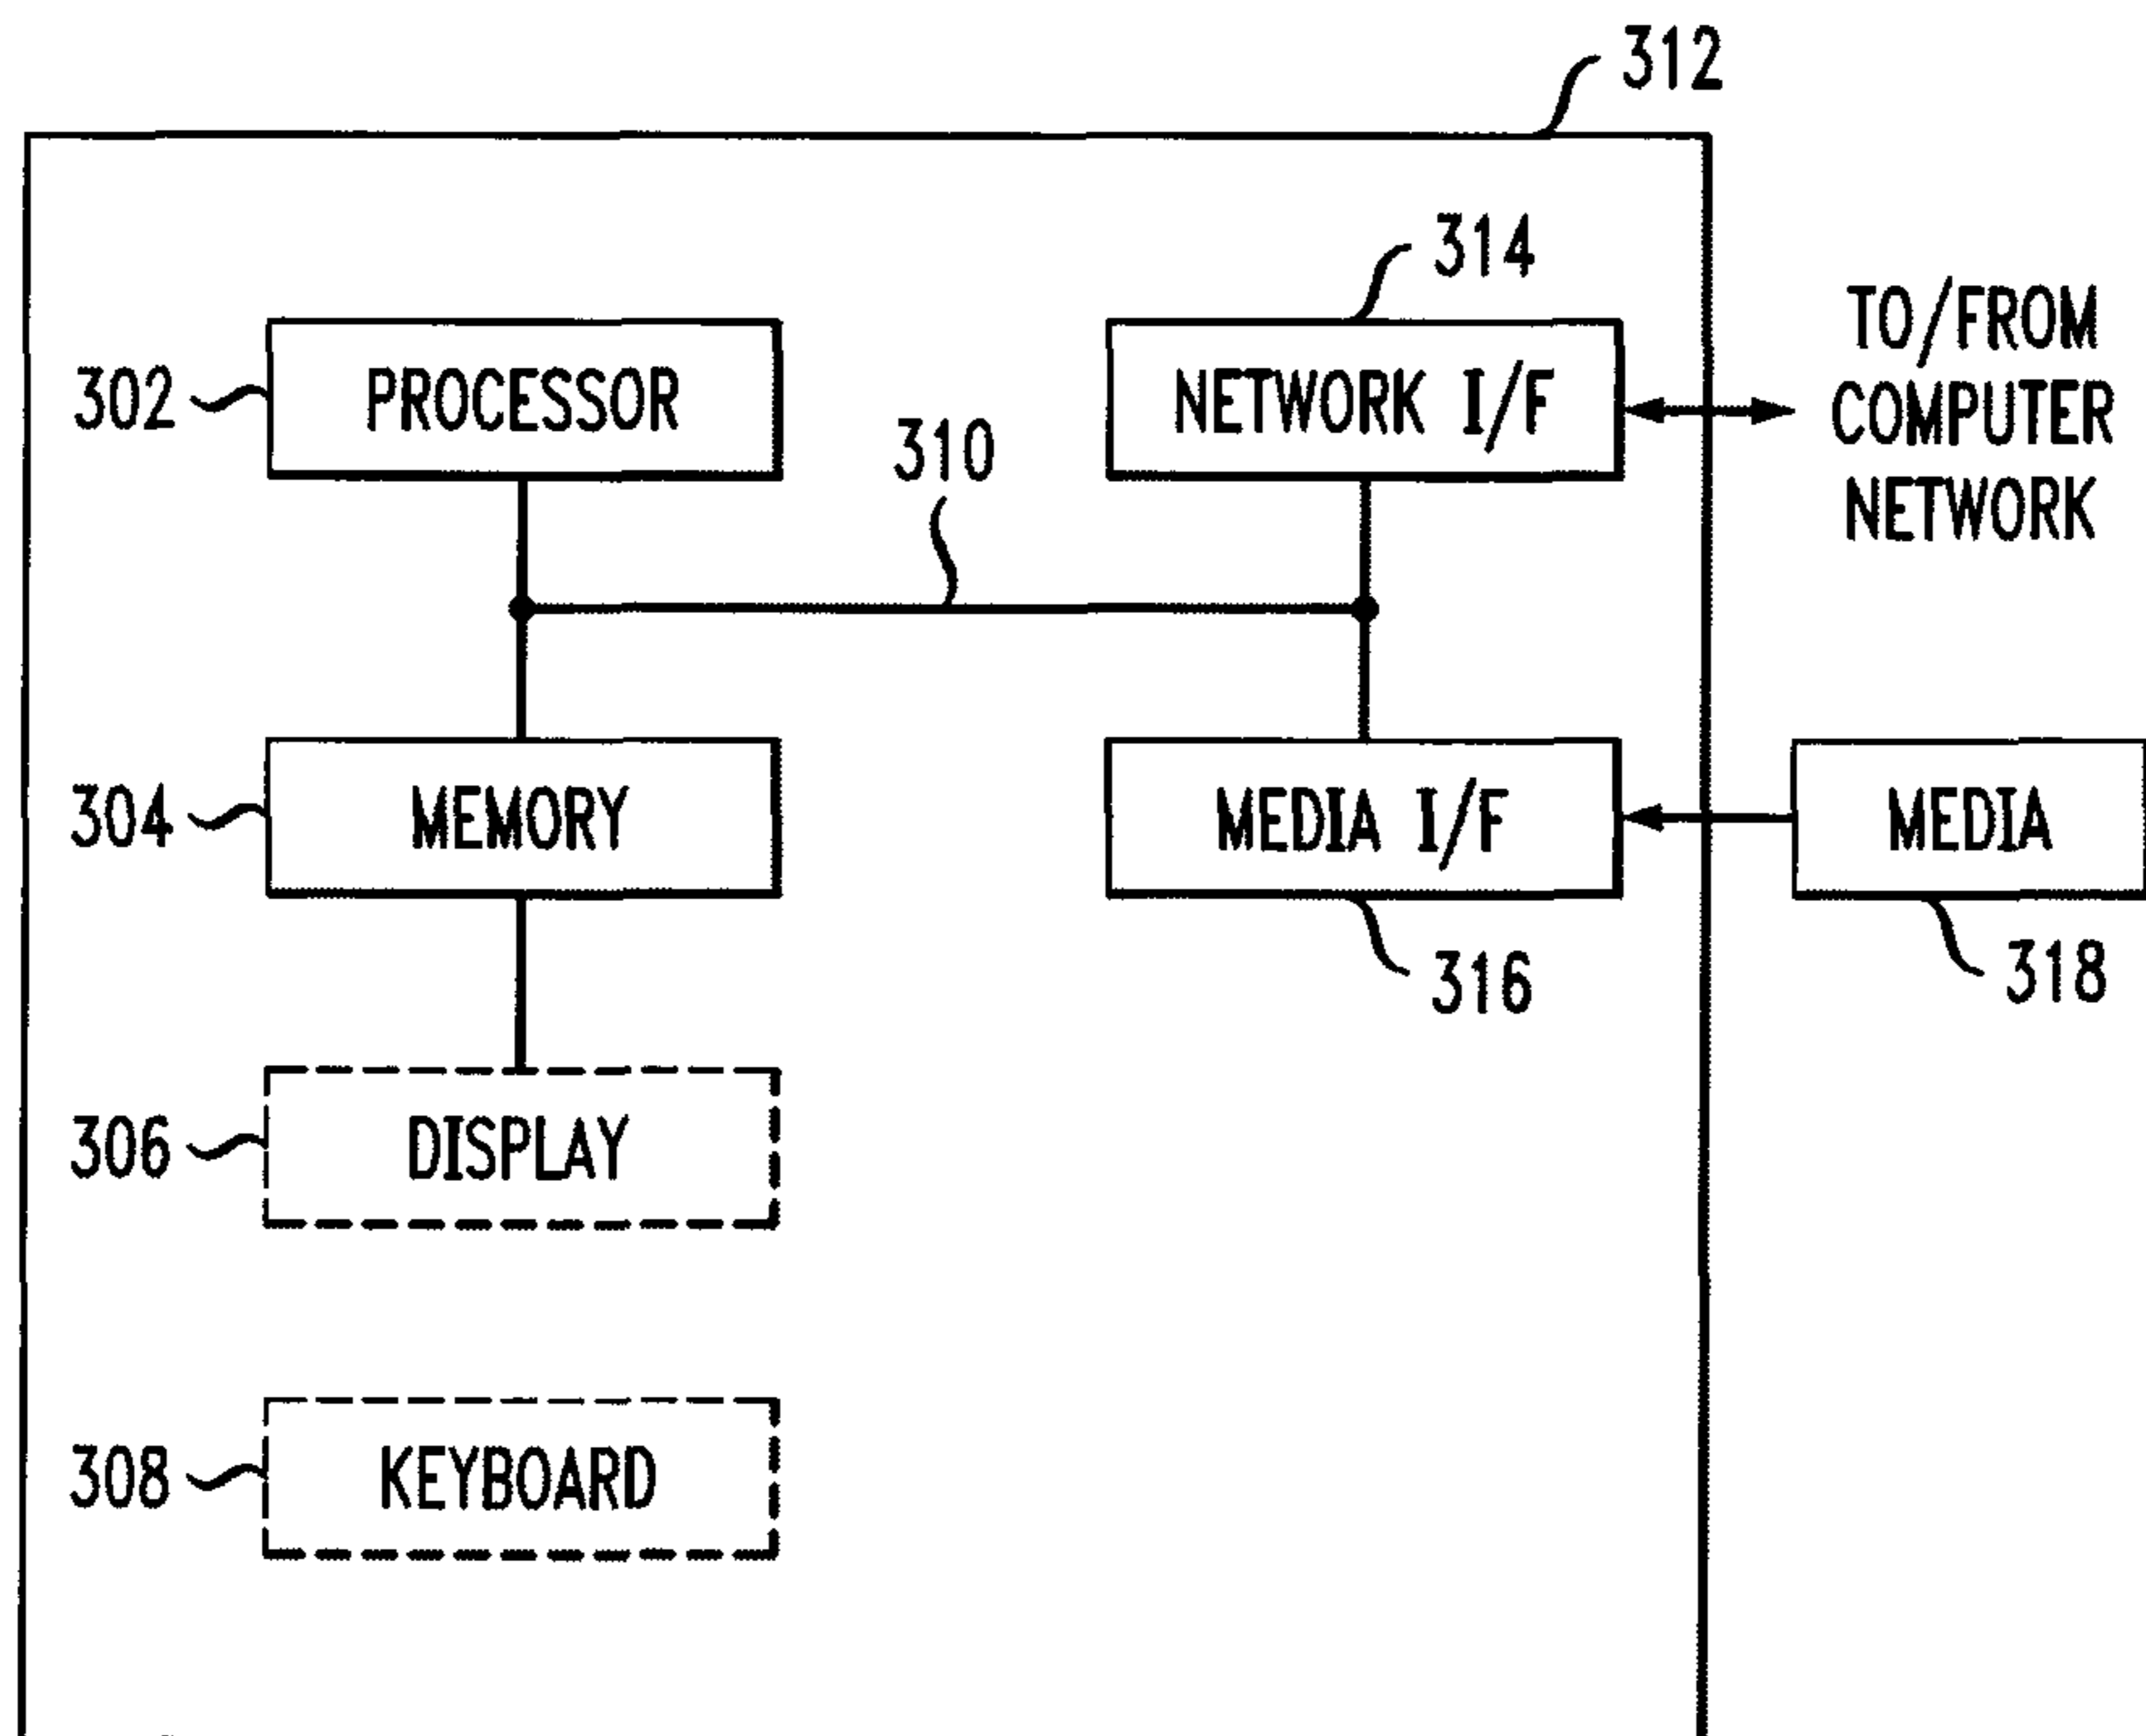 312
314
TO/FROM
COMPUTER
NETWORK
302
PROCESSOR
NETWORK I/F
310
304
MEMORY
MEDIA I/F
MEDIA
316
318
306
DISPLAY
308
KEYBOARD